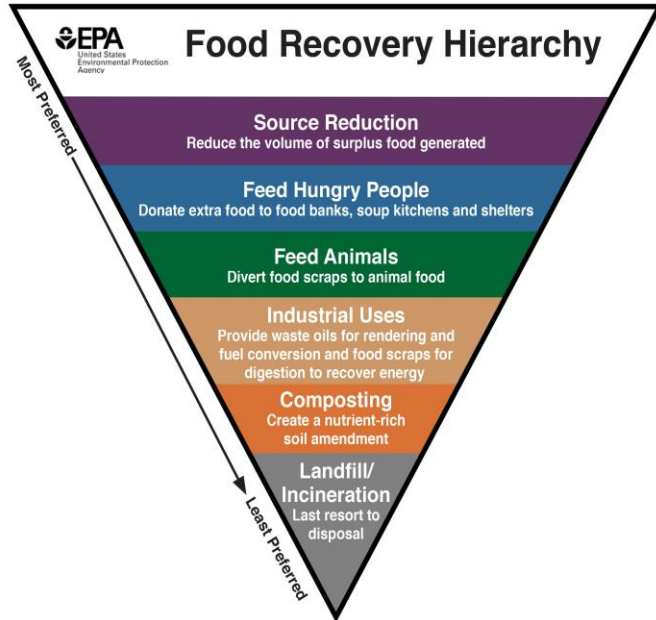 EPA
United States
Environmental Protection
Agency
Food Recovery Hierarchy
Most Preferred
Source Reduction
Reduce the volume of surplus food generated
Feed Hungry People
Donate extra food to food banks, soup kitchens and shelters
Feed Animals
Divert food scraps to animal food
Industrial Uses
Provide waste oils for rendering and
fuel conversion and food scraps for
digestion to recover energy
Composting
Create a nutrient-rich
soil amendment
Landfill/
Incineration
Last resort to
disposal
Least Preferred